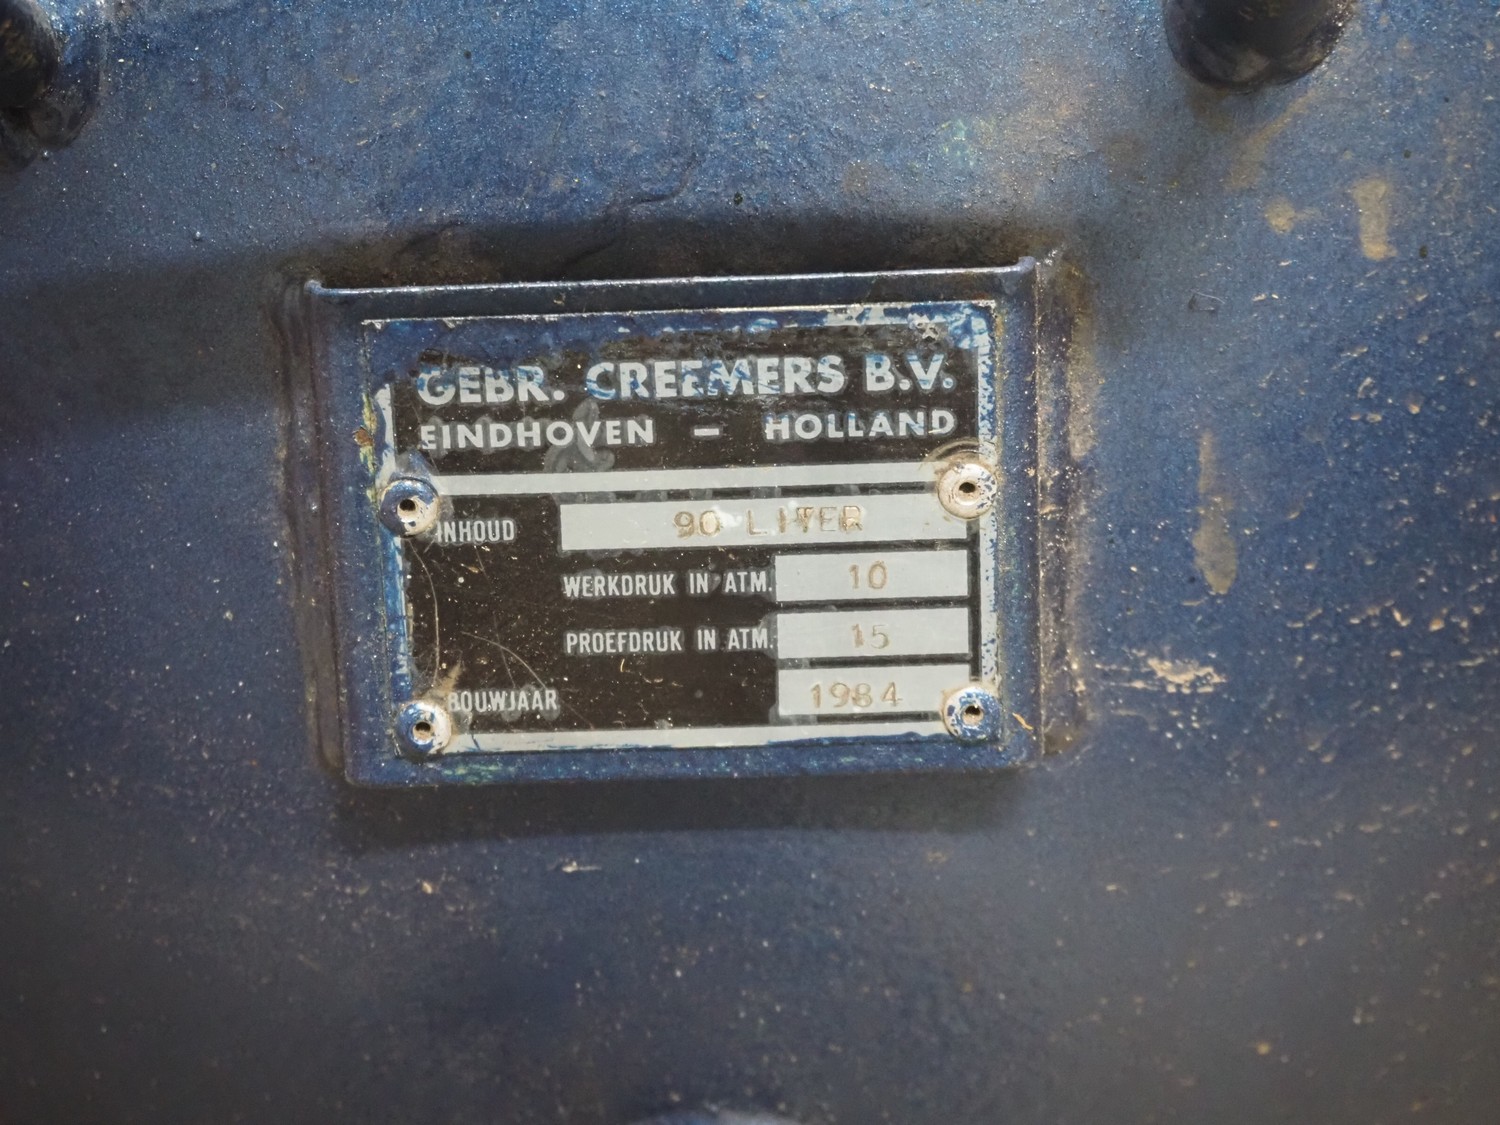 GEBR. CREEMERS B.V.
EINDHOVEN - HOLLAND
INHOUD 90 LITER
WERKDRUK IN ATM. 10
PROEFDRUK IN ATM. 15
BOUWJAAR 1984